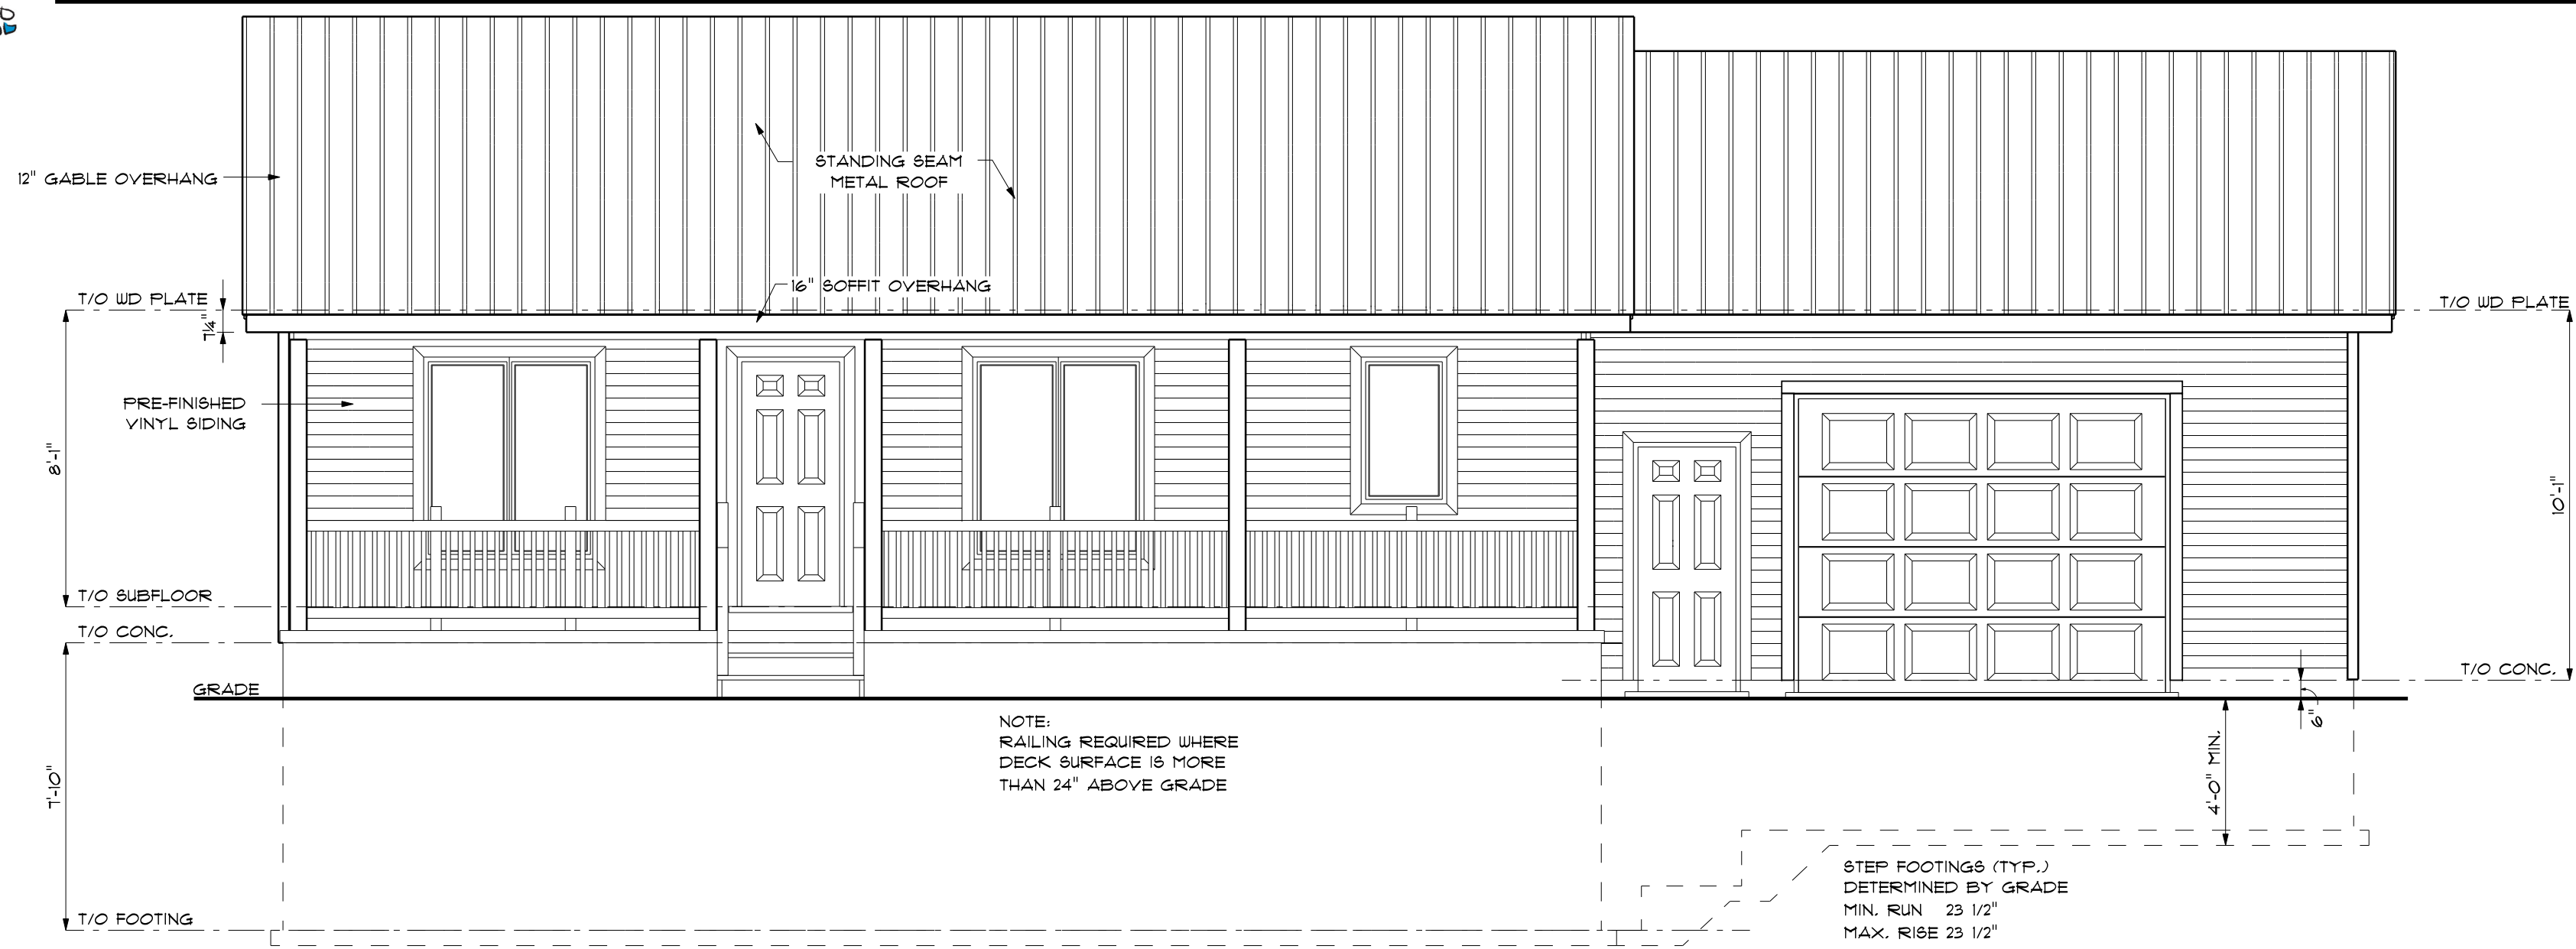 STANDING SEAM
METAL ROOF
12" GABLE OVERHANG
16" SOFFIT OVERHANG
T/O WD PLATE
T/O WD PLATE
7¼"
PRE-FINISHED
VINYL SIDING
8'-1"
10'-1"
T/O SUBFLOOR
T/O CONC.
T/O CONC.
GRADE
6"
NOTE:
RAILING REQUIRED WHERE
DECK SURFACE IS MORE
THAN 24" ABOVE GRADE
4'-0" MIN.
7'-10"
STEP FOOTINGS (TYP.)
DETERMINED BY GRADE
MIN. RUN 23 1/2"
MAX. RISE 23 1/2"
T/O FOOTING